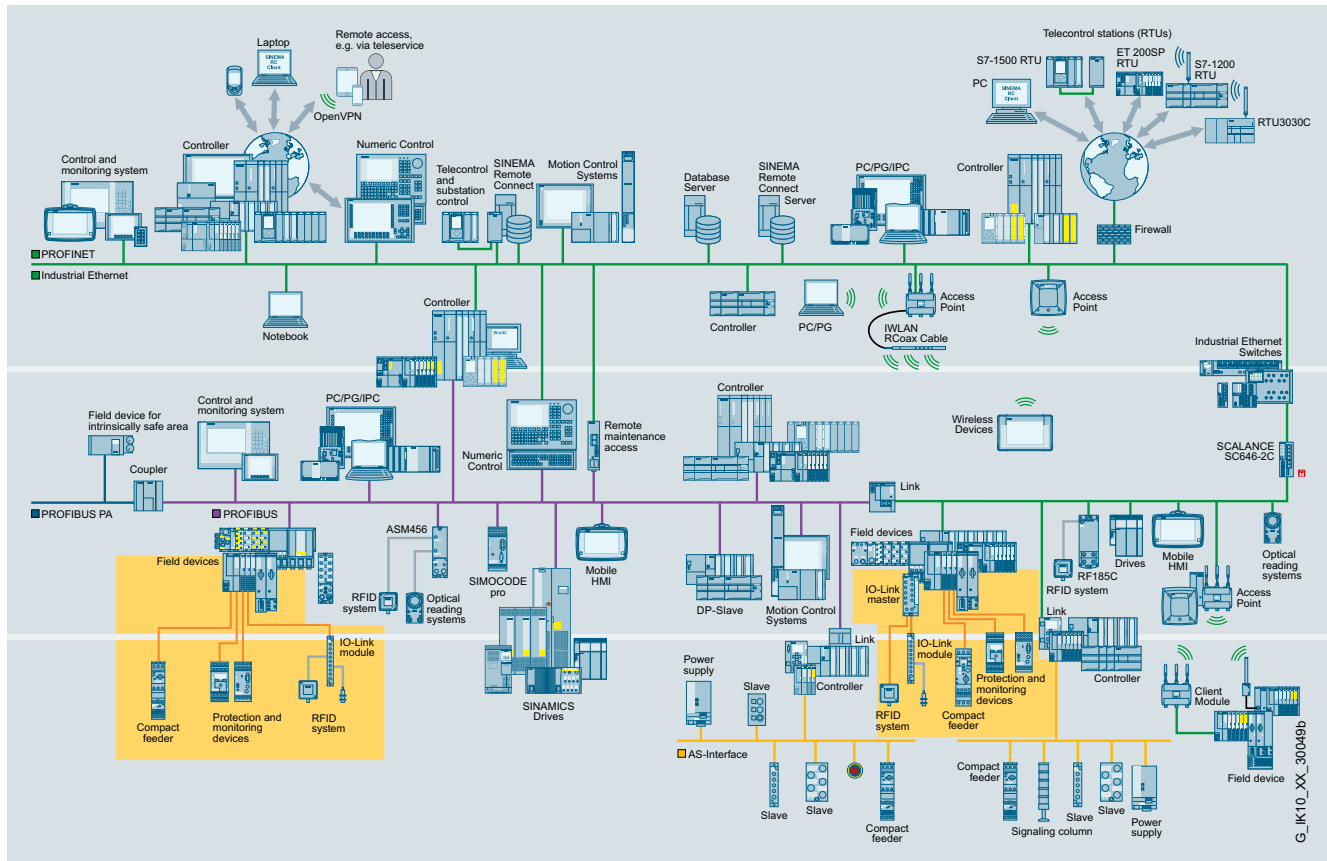 Laptop
SINEMA
RC
Client
Remote access,
e.g. via teleservice
OpenVPN
Telecontrol stations (RTUs)
S7-1500 RTU
ET 200SP
RTU
S7-1200
RTU
PC
SINEMA
RC
Client
RTU3030C
Control and
monitoring system
Controller
Numeric Control
Telecontrol
and
substation
control
SINEMA
Remote
Connect
Motion Control
Systems
Database
Server
SINEMA
Remote
Connect
Server
PC/PG/IPC
Controller
Firewall
PROFINET
Industrial Ethernet
Notebook
Controller
WinAC
Controller
PC/PG
Access
Point
IWLAN
RCoax Cable
Access
Point
Industrial Ethernet
Switches
Field device for
intrinsically safe area
Control and
monitoring system
PC/PG/IPC
Numeric
Control
Remote
maintenance
access
Controller
Wireless
Devices
SCALANCE
SC646-2C
Coupler
Link
PROFIBUS PA
PROFIBUS
Field devices
ASM456
RFID
system
Optical
reading
systems
SIMOCODE
pro
Mobile
HMI
SINAMICS
Drives
DP-Slave
Motion Control
Systems
Field devices
IO-Link
master
RF185C
RFID system
Drives
Mobile
HMI
Optical
reading systems
Access
Point
IO-Link
module
Compact
feeder
Protection and
monitoring
devices
RFID
system
Link
Controller
Power
supply
Slave
IO-Link
module
RFID
system
Compact
feeder
Protection and
monitoring
devices
Link
Controller
Client
Module
Field device
AS-Interface
Slave
Slave
Compact
feeder
Compact
feeder
Signaling column
Slave
Slave
Power
supply
G_IK10_XX_30049b